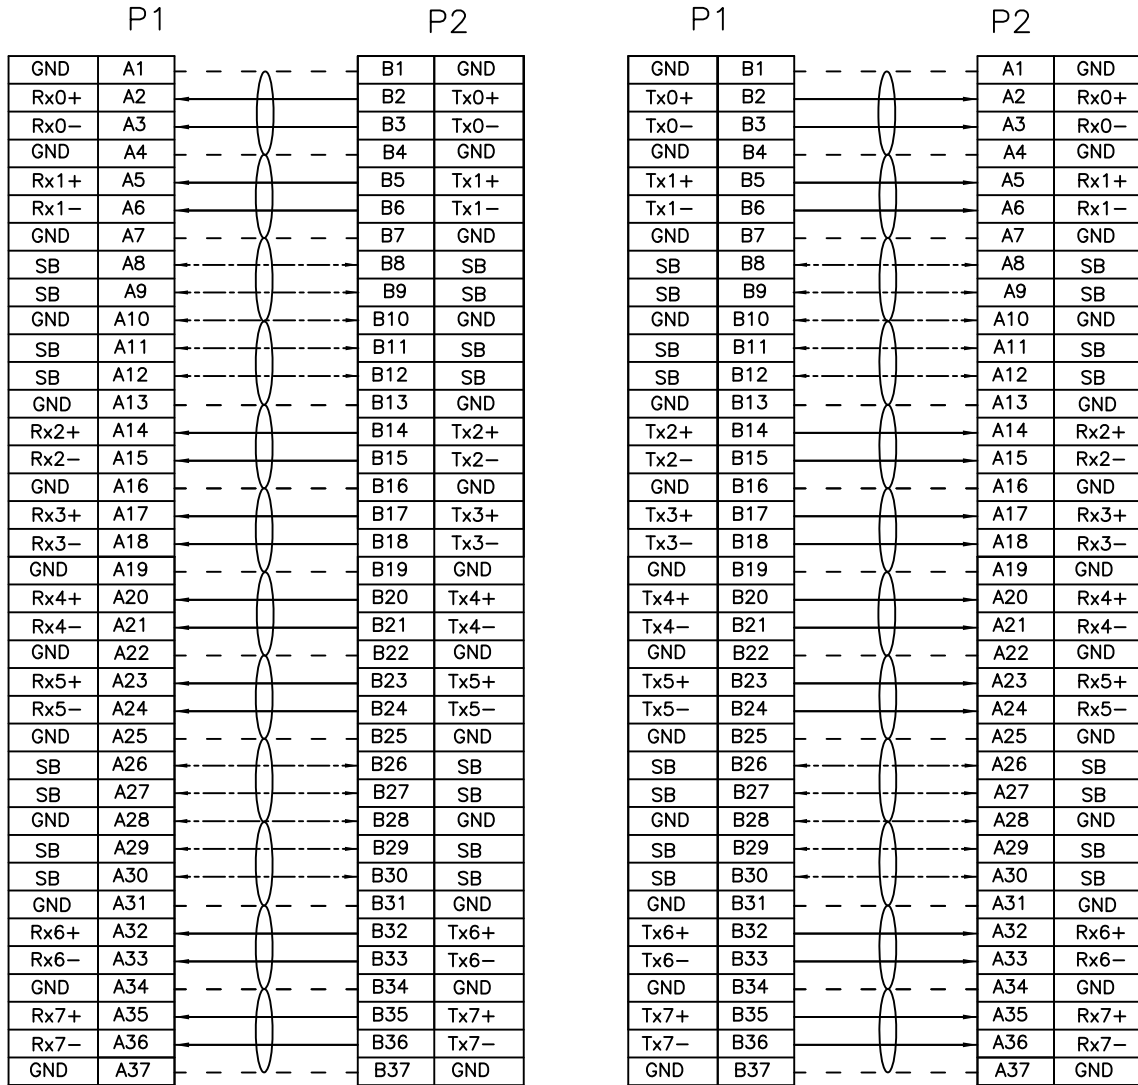 P1 P2 P1 P2
GND A1 B1 GND GND B1 A1 GND
Rx0+ A2 B2 Tx0+ Tx0+ B2 A2 Rx0+
Rx0- A3 B3 Tx0- Tx0- B3 A3 Rx0-
GND A4 B4 GND GND B4 A4 GND
Rx1+ A5 B5 Tx1+ Tx1+ B5 A5 Rx1+
Rx1- A6 B6 Tx1- Tx1- B6 A6 Rx1-
GND A7 B7 GND GND B7 A7 GND
SB A8 B8 SB SB B8 A8 SB
SB A9 B9 SB SB B9 A9 SB
GND A10 B10 GND GND B10 A10 GND
SB A11 B11 SB SB B11 A11 SB
SB A12 B12 SB SB B12 A12 SB
GND A13 B13 GND GND B13 A13 GND
Rx2+ A14 B14 Tx2+ Tx2+ B14 A14 Rx2+
Rx2- A15 B15 Tx2- Tx2- B15 A15 Rx2-
GND A16 B16 GND GND B16 A16 GND
Rx3+ A17 B17 Tx3+ Tx3+ B17 A17 Rx3+
Rx3- A18 B18 Tx3- Tx3- B18 A18 Rx3-
GND A19 B19 GND GND B19 A19 GND
Rx4+ A20 B20 Tx4+ Tx4+ B20 A20 Rx4+
Rx4- A21 B21 Tx4- Tx4- B21 A21 Rx4-
GND A22 B22 GND GND B22 A22 GND
Rx5+ A23 B23 Tx5+ Tx5+ B23 A23 Rx5+
Rx5- A24 B24 Tx5- Tx5- B24 A24 Rx5-
GND A25 B25 GND GND B25 A25 GND
SB A26 B26 SB SB B26 A26 SB
SB A27 B27 SB SB B27 A27 SB
GND A28 B28 GND GND B28 A28 GND
SB A29 B29 SB SB B29 A29 SB
SB A30 B30 SB SB B30 A30 SB
GND A31 B31 GND GND B31 A31 GND
Rx6+ A32 B32 Tx6+ Tx6+ B32 A32 Rx6+
Rx6- A33 B33 Tx6- Tx6- B33 A33 Rx6-
GND A34 B34 GND GND B34 A34 GND
Rx7+ A35 B35 Tx7+ Tx7+ B35 A35 Rx7+
Rx7- A36 B36 Tx7- Tx7- B36 A36 Rx7-
GND A37 B37 GND GND B37 A37 GND